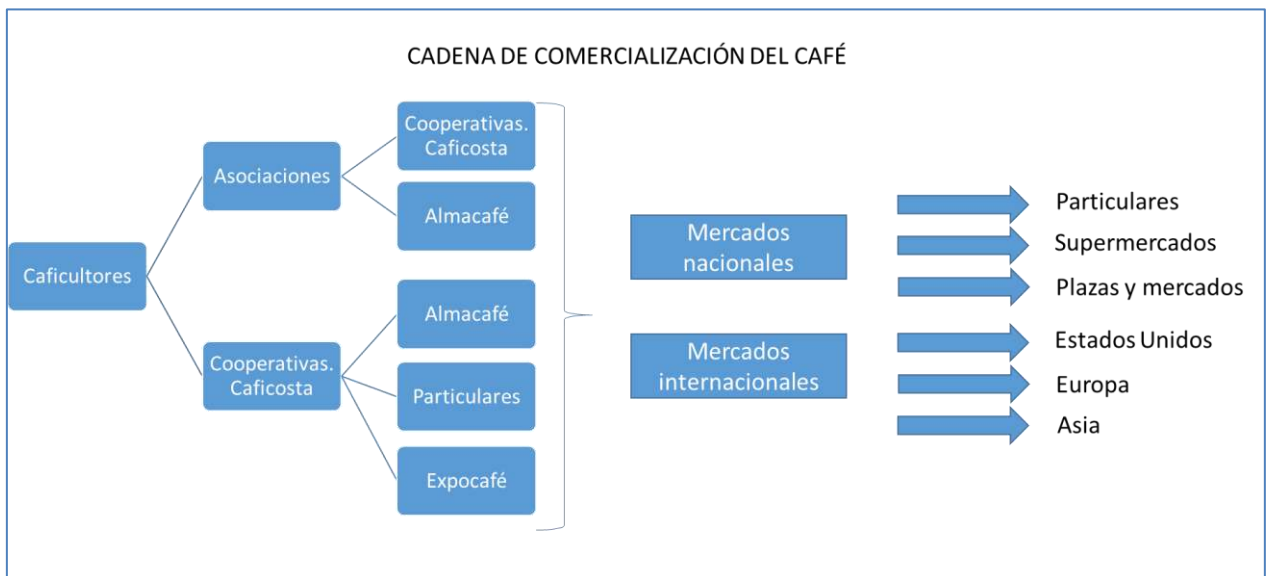 CADENA DE COMERCIALIZACIÓN DEL CAFÉ
Caficultores
Asociaciones
Cooperativas.
Caficosta
Cooperativas.
Caficosta
Almacafé
Almacafé
Particulares
Expocafé
Mercados
nacionales
Mercados
internacionales
Particulares
Supermercados
Plazas y mercados
Estados Unidos
Europa
Asia